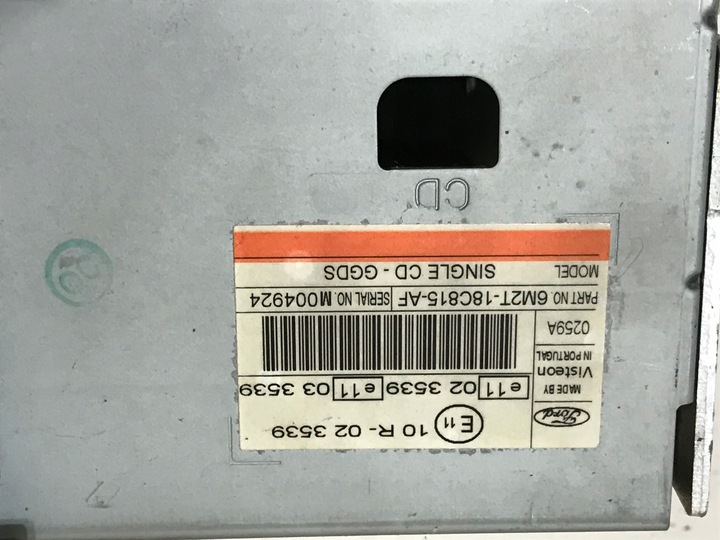 Ford
E 11 10 R - 02 3539
MADE BY
Visteon
IN PORTUGAL
e11 02 3539 e11 03 3539
0259A
PART NO. 6M2T-18C815-AF SERIAL NO. M004924
MODEL SINGLE CD - GGDS
CD